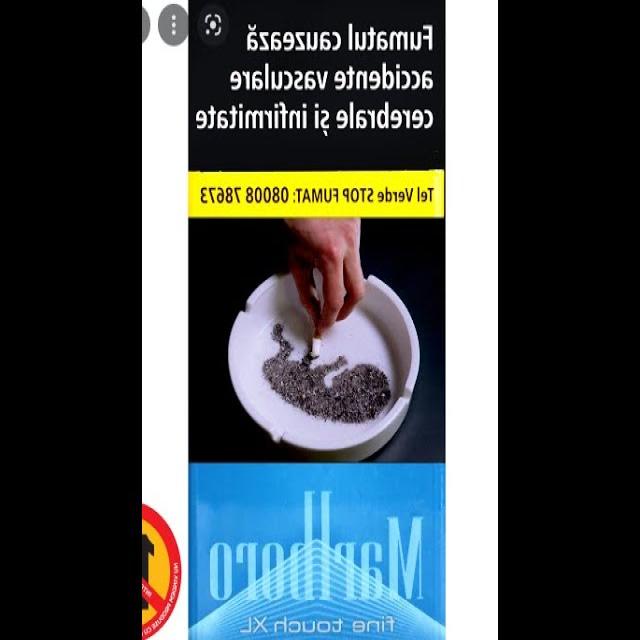 Fumatul cauzează
accidente vasculare
cerebrale și infirmitate
Tel Verde STOP FUMAT: 08008 78673
Marlboro
fine touch XL